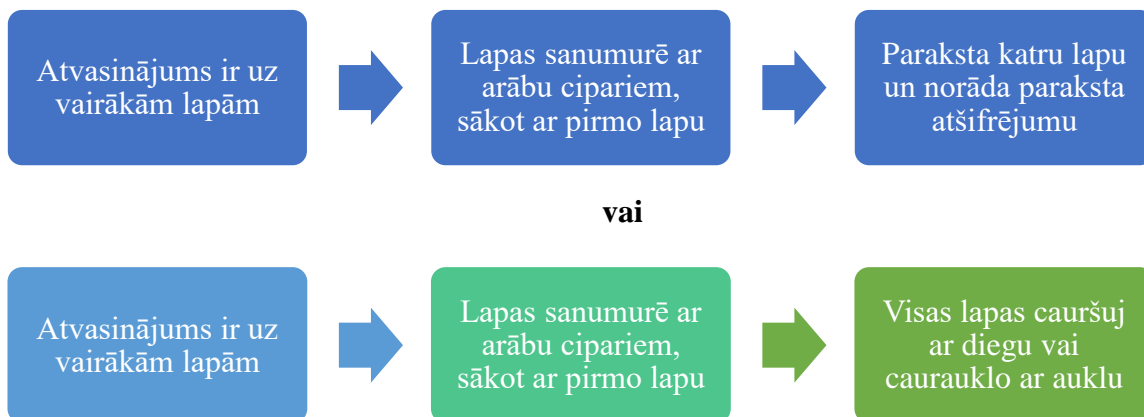 Atvasinājums ir uz
vairākām lapām
Lapas sanumurē ar
arābu cipariem,
sākot ar pirmo lapu
Paraksta katru lapu
un norāda paraksta
atšifrējumu
vai
Atvasinājums ir uz
vairākām lapām
Lapas sanumurē ar
arābu cipariem,
sākot ar pirmo lapu
Visas lapas cauršuj
ar diegu vai
caurauklo ar auklu